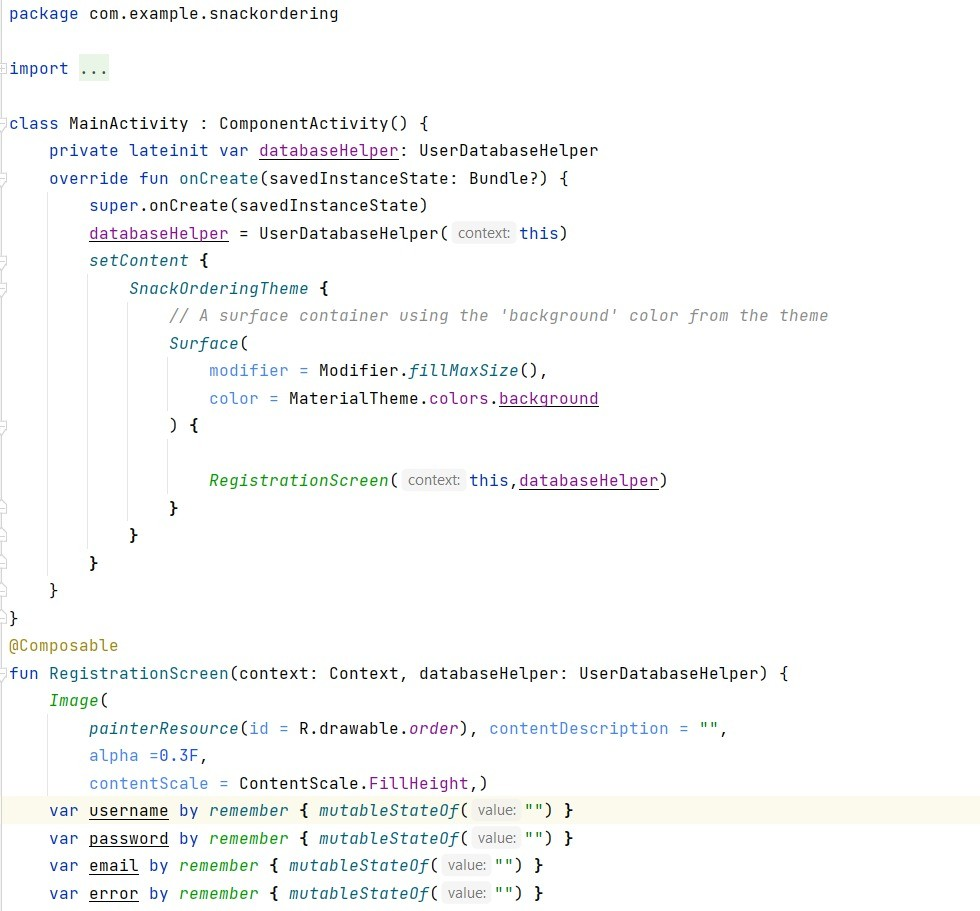 package com.example.snackordering
import ...
class MainActivity : ComponentActivity() {
    private lateinit var databaseHelper: UserDatabaseHelper
    override fun onCreate(savedInstanceState: Bundle?) {
        super.onCreate(savedInstanceState)
        databaseHelper = UserDatabaseHelper( context: this)
        setContent {
            SnackOrderingTheme {
                // A surface container using the 'background' color from the theme
                Surface(
                    modifier = Modifier.fillMaxSize(),
                    color = MaterialTheme.colors.background
                ) {
                    RegistrationScreen( context: this,databaseHelper)
                }
            }
        }
    }
}
@Composable
fun RegistrationScreen(context: Context, databaseHelper: UserDatabaseHelper) {
    Image(
        painterResource(id = R.drawable.order), contentDescription = "",
        alpha =0.3F,
        contentScale = ContentScale.FillHeight,)
    var username by remember { mutableStateOf( value: "") }
    var password by remember { mutableStateOf( value: "") }
    var email by remember { mutableStateOf( value: "") }
    var error by remember { mutableStateOf( value: "") }